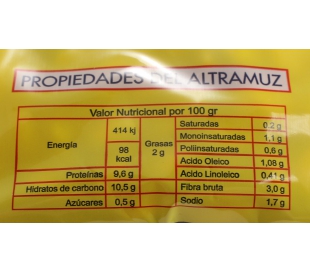 PROPIEDADES DEL ALTRAMUZ
Valor Nutricional por 100 gr
Energía
414 kj
98
kcal
Proteínas 9,6 g
Hidratos de carbono 10,5 g
Azúcares 0,5 g
Grasas
2 g
Saturadas 0,2 g
Monoinsaturadas 1,1 g
Poliinsaturadas 0,6 g
Acido Oleico 1,08 g
Acido Linoleico 0,41 g
Fibra bruta 3,0 g
Sodio 1,7 g